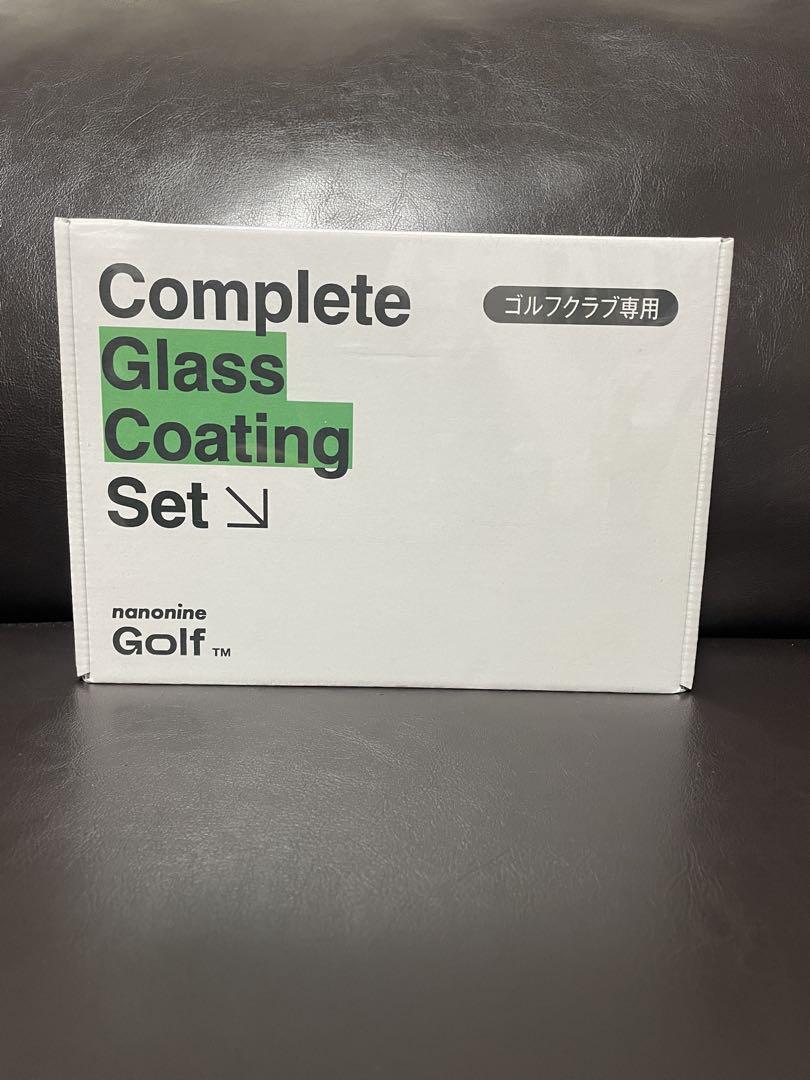 Complete
Glass
Coating
Set ↘
ゴルフクラブ専用
nanonine
Golf ™